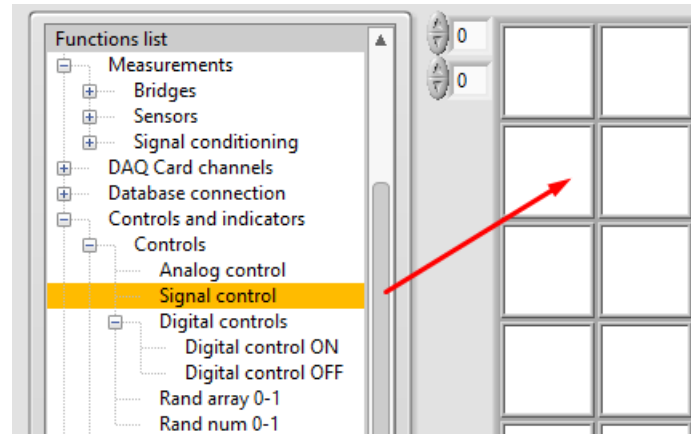 Functions list
Measurements
Bridges
Sensors
Signal conditioning
DAQ Card channels
Database connection
Controls and indicators
Controls
Analog control
Signal control
Digital controls
Digital control ON
Digital control OFF
Rand array 0-1
Rand num 0-1
0
0